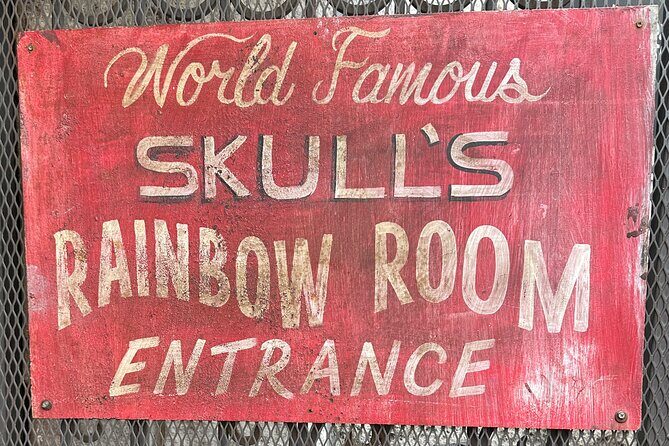 World Famous
SKULL'S
RAINBOW ROOM
ENTRANCE